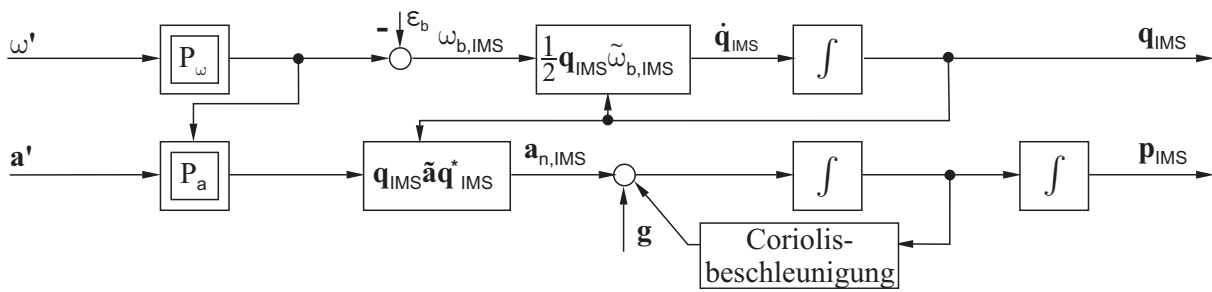 ω'
P_ω
-
ε_b
ω_b,IMS
½ q_IMS ω̃_b,IMS
q̇_IMS
∫
q_IMS
a'
P_a
q_IMS ã q*_IMS
a_n,IMS
g
∫
∫
p_IMS
Coriolis-
beschleunigung